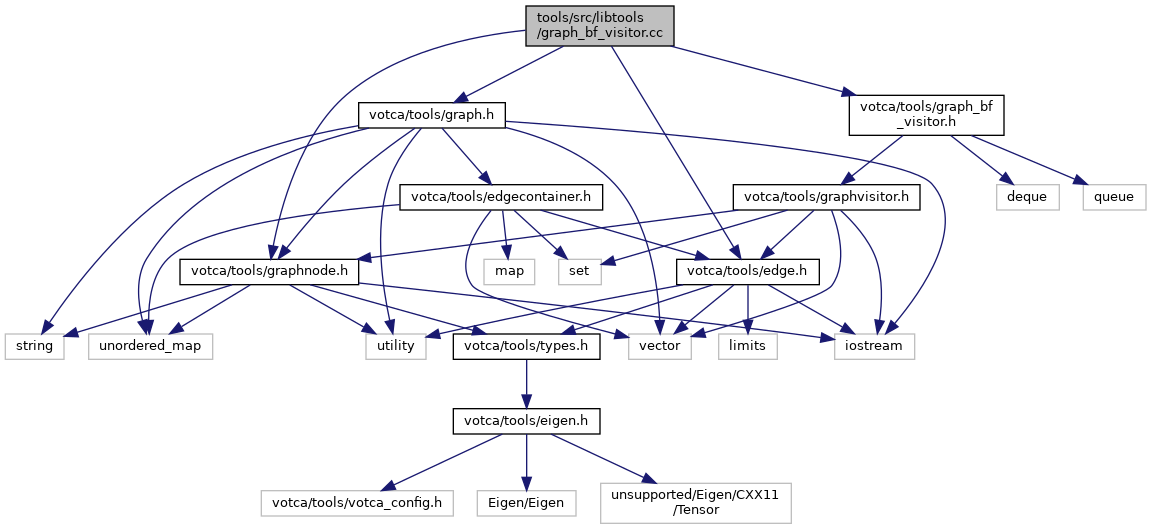 tools/src/libtools
/graph_bf_visitor.cc
votca/tools/graph.h
votca/tools/graph_bf
_visitor.h
votca/tools/edgecontainer.h
votca/tools/graphvisitor.h
deque
queue
votca/tools/graphnode.h
map
set
votca/tools/edge.h
string
unordered_map
utility
votca/tools/types.h
vector
limits
iostream
votca/tools/eigen.h
votca/tools/votca_config.h
Eigen/Eigen
unsupported/Eigen/CXX11
/Tensor